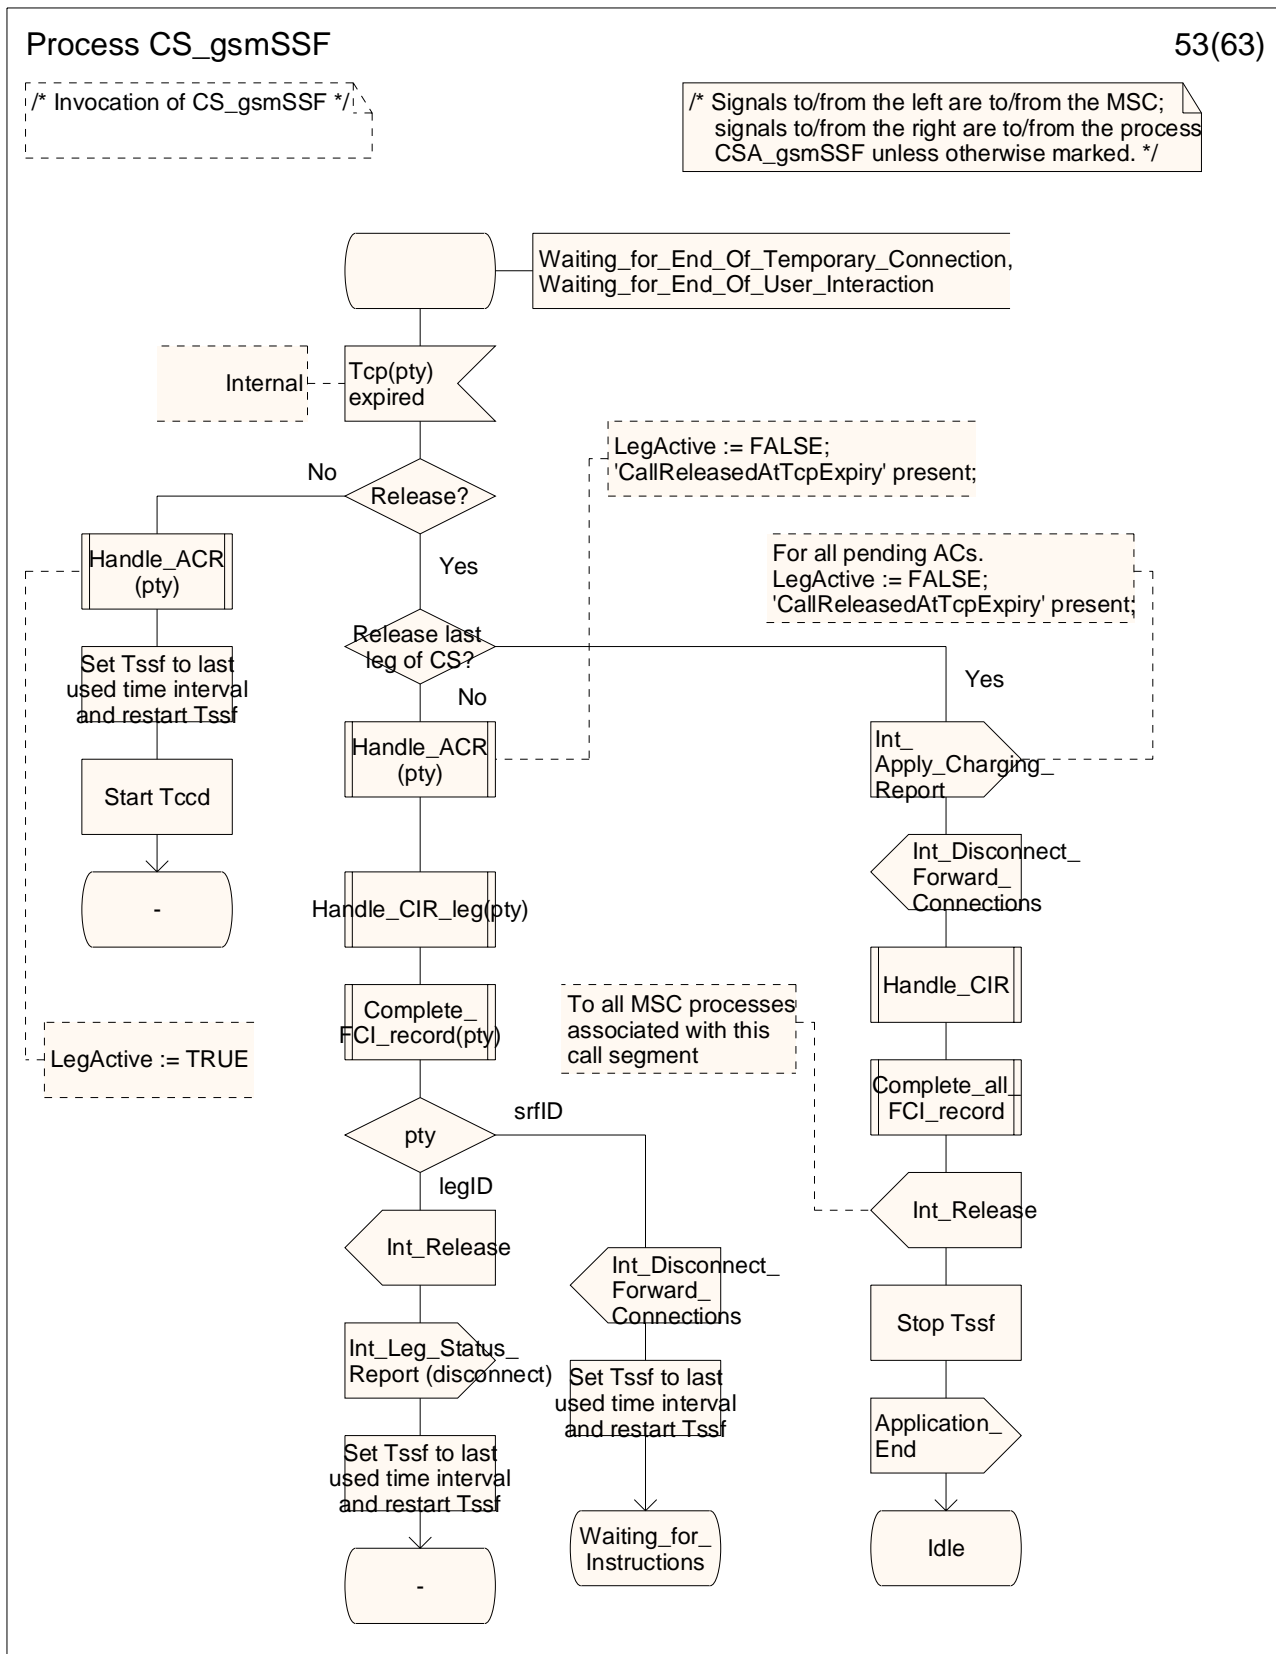 Process CS_gsmSSF
53(63)
/* Invocation of CS_gsmSSF */
/* Signals to/from the left are to/from the MSC;
signals to/from the right are to/from the process
CSA_gsmSSF unless otherwise marked. */
Waiting_for_End_Of_Temporary_Connection,
Waiting_for_End_Of_User_Interaction
Internal
Tcp(pty)
expired
LegActive := FALSE;
'CallReleasedAtTcpExpiry' present;
No
Release?
Yes
For all pending ACs.
LegActive := FALSE;
'CallReleasedAtTcpExpiry' present;
Handle_ACR
(pty)
Release last
leg of CS?
Set Tssf to last
used time interval
and restart Tssf
Yes
No
Handle_ACR
(pty)
Int_
Apply_Charging_
Report
Start Tccd
Int_Disconnect_
Forward_
Connections
-
Handle_CIR_leg(pty)
Handle_CIR
To all MSC processes
associated with this
call segment
Complete_
FCI_record(pty)
LegActive := TRUE
Complete_all_
FCI_record
srfID
pty
legID
Int_Release
Int_Release
Int_Disconnect_
Forward_
Connections
Stop Tssf
Int_Leg_Status_
Report (disconnect)
Set Tssf to last
used time interval
and restart Tssf
Application_
End
Set Tssf to last
used time interval
and restart Tssf
Waiting_for_
Instructions
Idle
-